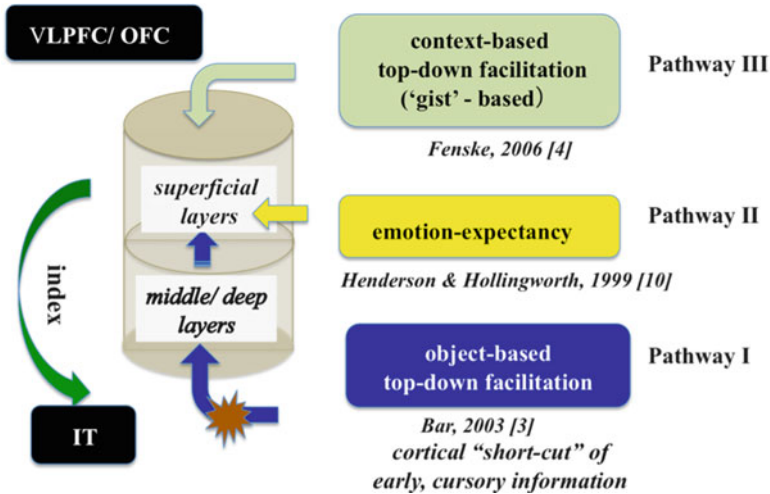 VLPFC/ OFC
context-based
top-down facilitation
(‘gist’ - based）
Pathway III
Fenske, 2006 [4]
superficial
layers
emotion-expectancy
Pathway II
Henderson & Hollingworth, 1999 [10]
middle/ deep
layers
index
object-based
top-down facilitation
Pathway I
IT
Bar, 2003 [3]
cortical “short-cut” of
early, cursory information